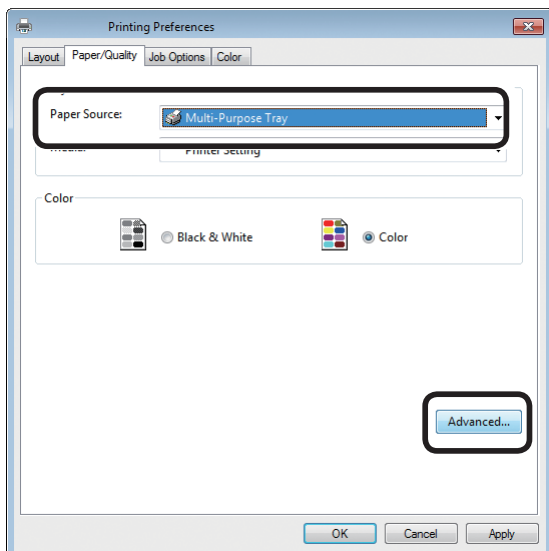 Printing Preferences
Layout Paper/Quality Job Options Color
Paper Source: Multi-Purpose Tray
Printer Setting
Color
Black & White Color
Advanced...
OK Cancel Apply